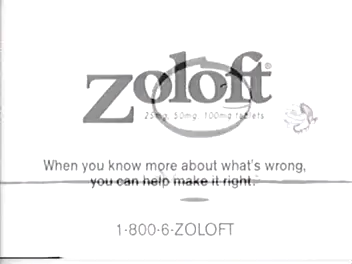 Zoloft®
25mg, 50mg, 100mg tablets
When you know more about what's wrong,
you can help make it right.
1-800-6-ZOLOFT